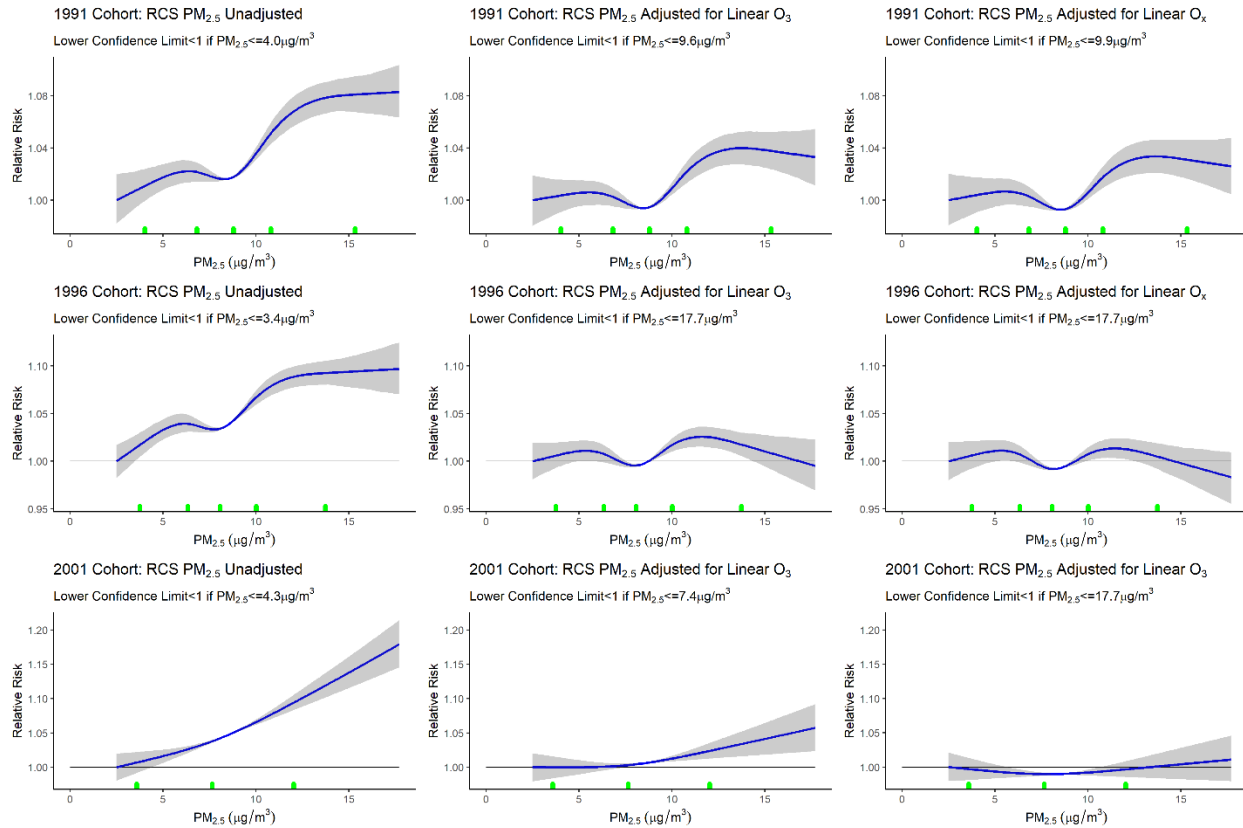 1991 Cohort: RCS PM2.5 Unadjusted
Lower Confidence Limit<1 if PM2.5<=4.0μg/m3
1.08
1.04
1.00
Relative Risk
0 5 10 15
PM2.5 (μg/m3)
1991 Cohort: RCS PM2.5 Adjusted for Linear O3
Lower Confidence Limit<1 if PM2.5<=9.6μg/m3
1.08
1.04
1.00
Relative Risk
0 5 10 15
PM2.5 (μg/m3)
1991 Cohort: RCS PM2.5 Adjusted for Linear Ox
Lower Confidence Limit<1 if PM2.5<=9.9μg/m3
1.08
1.04
1.00
Relative Risk
0 5 10 15
PM2.5 (μg/m3)
1996 Cohort: RCS PM2.5 Unadjusted
Lower Confidence Limit<1 if PM2.5<=3.4μg/m3
1.10
1.05
1.00
0.95
Relative Risk
0 5 10 15
PM2.5 (μg/m3)
1996 Cohort: RCS PM2.5 Adjusted for Linear O3
Lower Confidence Limit<1 if PM2.5<=17.7μg/m3
1.10
1.05
1.00
0.95
Relative Risk
0 5 10 15
PM2.5 (μg/m3)
1996 Cohort: RCS PM2.5 Adjusted for Linear Ox
Lower Confidence Limit<1 if PM2.5<=17.7μg/m3
1.10
1.05
1.00
0.95
Relative Risk
0 5 10 15
PM2.5 (μg/m3)
2001 Cohort: RCS PM2.5 Unadjusted
Lower Confidence Limit<1 if PM2.5<=4.3μg/m3
1.20
1.15
1.10
1.05
1.00
Relative Risk
0 5 10 15
PM2.5 (μg/m3)
2001 Cohort: RCS PM2.5 Adjusted for Linear O3
Lower Confidence Limit<1 if PM2.5<=7.4μg/m3
1.20
1.15
1.10
1.05
1.00
Relative Risk
0 5 10 15
PM2.5 (μg/m3)
2001 Cohort: RCS PM2.5 Adjusted for Linear O3
Lower Confidence Limit<1 if PM2.5<=17.7μg/m3
1.20
1.15
1.10
1.05
1.00
Relative Risk
0 5 10 15
PM2.5 (μg/m3)